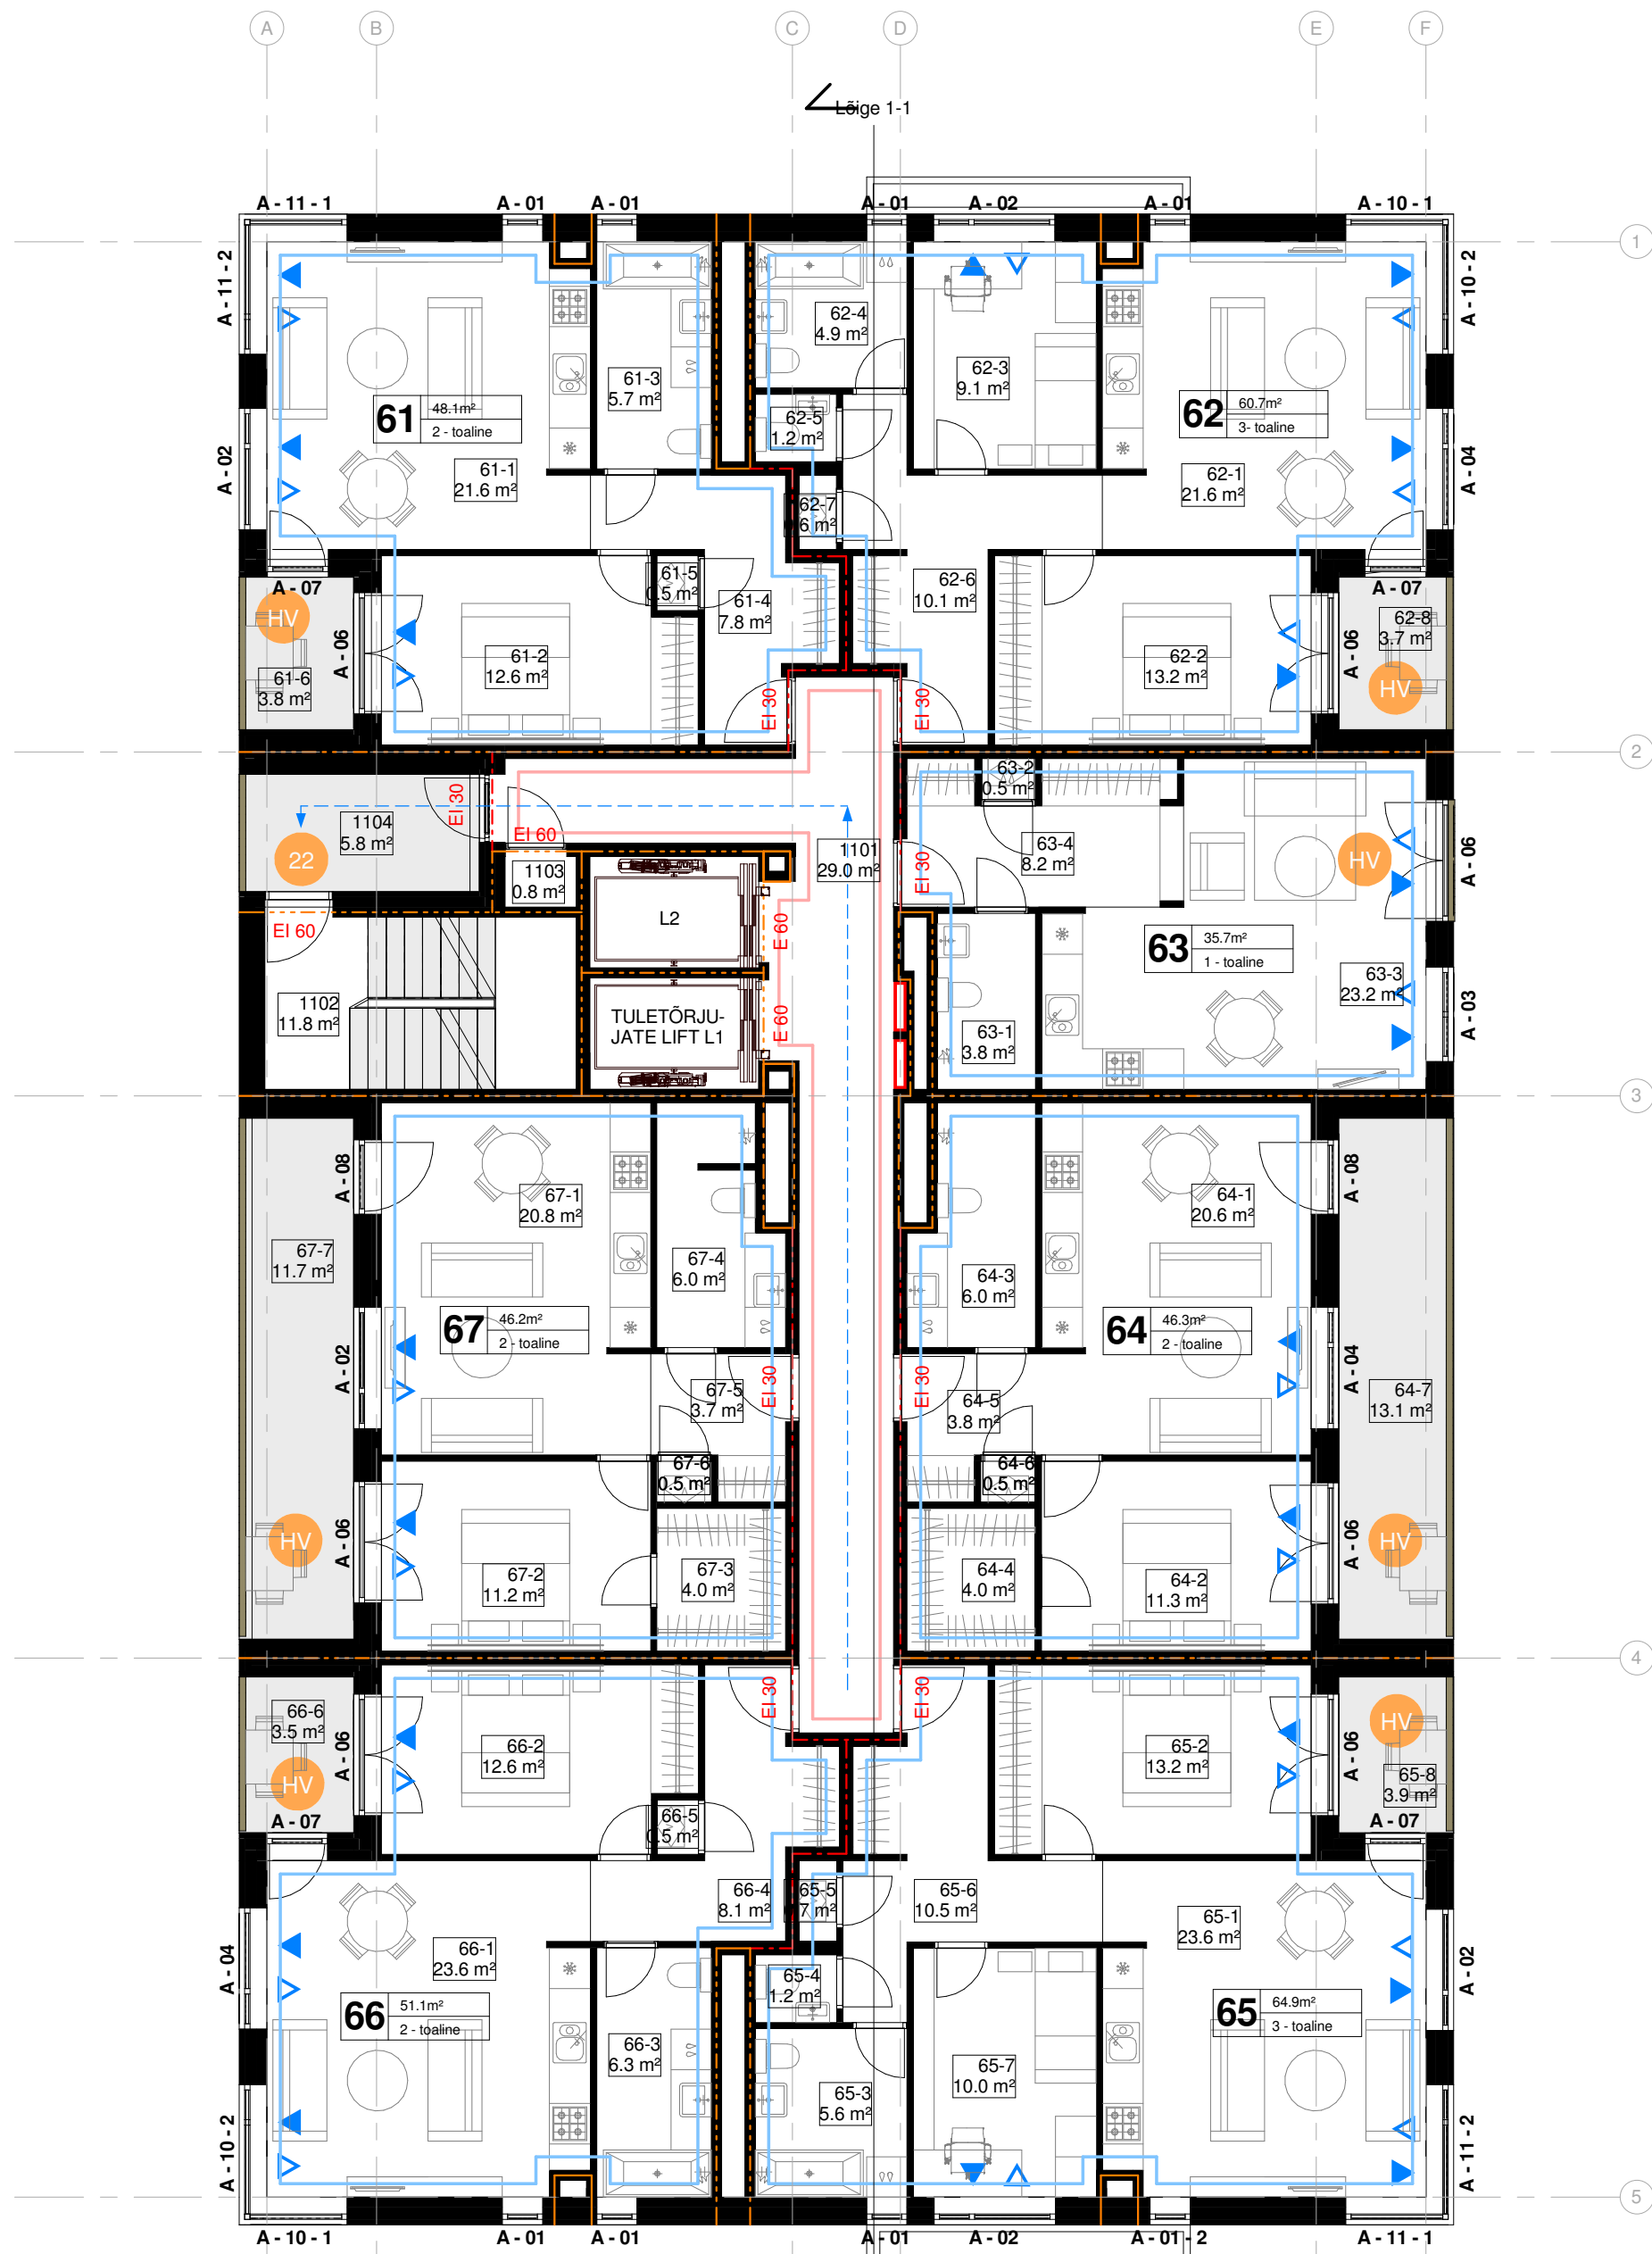 A
B
C
D
E
F
Lõige 1-1
A - 11 - 1
A - 01
A - 01
A - 01
A - 02
A - 01
A - 10 - 1
1
A - 11 - 2
A - 10 - 2
62-4
4.9 m²
61-3
5.7 m²
62-3
9.1 m²
61
48.1m²
2 - toaline
62
60.7m²
3- toaline
62-5
1.2 m²
A - 02
A - 04
61-1
21.6 m²
62-1
21.6 m²
62-7
61-5
0.5 m²
61-4
7.8 m²
62-6
10.1 m²
A - 07
A - 07
HV
62-8
3.7 m²
A - 06
A - 06
61-2
12.6 m²
62-2
13.2 m²
61-6
3.8 m²
HV
EI 30
EI 30
2
63-2
0.5 m²
EI 30
1104
5.8 m²
EI 60
22
1101
29.0 m²
63-4
8.2 m²
EI 30
HV
A - 06
1103
0.8 m²
L2
E 60
EI 60
63
35.7m²
1 - toaline
63-3
23.2 m²
1102
11.8 m²
TULETÕRJU-
JATE LIFT L1
E 60
63-1
3.8 m²
A - 03
3
A - 08
A - 08
67-1
20.8 m²
64-1
20.6 m²
67-7
11.7 m²
67-4
6.0 m²
64-3
6.0 m²
67
46.2m²
2 - toaline
64
46.3m²
2 - toaline
A - 02
A - 04
67-5
3.7 m²
EI 30
EI 30
64-5
3.8 m²
64-7
13.1 m²
67-6
0.5 m²
64-6
0.5 m²
HV
A - 06
A - 06
HV
67-2
11.2 m²
67-3
4.0 m²
64-4
4.0 m²
64-2
11.3 m²
4
EI 30
EI 30
66-6
3.5 m²
HV
A - 06
66-2
12.6 m²
65-2
13.2 m²
A - 06
HV
65-8
3.9 m²
A - 07
66-5
0.5 m²
A - 07
66-4
8.1 m²
65-5
65-6
10.5 m²
65-1
23.6 m²
66-1
23.6 m²
A - 04
A - 02
65-4
1.2 m²
66
51.1m²
2 - toaline
65
64.9m²
3 - toaline
66-3
6.3 m²
65-3
5.6 m²
65-7
10.0 m²
A - 10 - 2
A - 11 - 2
5
A - 10 - 1
A - 01
A - 01
A - 01
A - 02
A - 01 - 2
A - 11 - 1